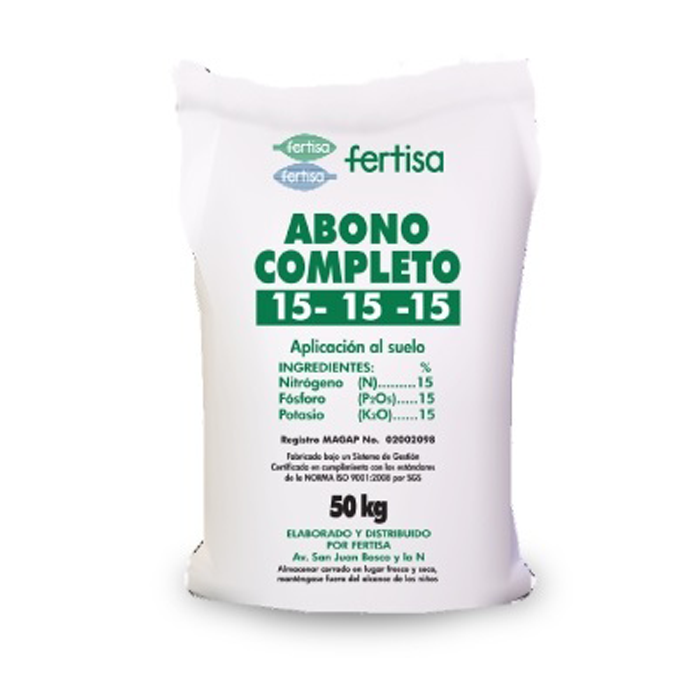 fertisa
fertisa
fertisa
ABONO
COMPLETO
15- 15 -15
Aplicación al suelo
INGREDIENTES: %
Nitrógeno (N).........15
Fósforo (P2O5).....15
Potasio (K2O)......15
Registro MAGAP No. 02002098
Fabricado bajo un Sistema de Gestión
Certificada en cumplimiento con los estándares
de la NORMA ISO 9001:2008 por SGS
50 kg
ELABORADO Y DISTRIBUIDO
POR FERTISA
Av. San Juan Bosco y la N
Almacenar cerrado en lugar fresco y seco,
manténgase fuera del alcance de los niños